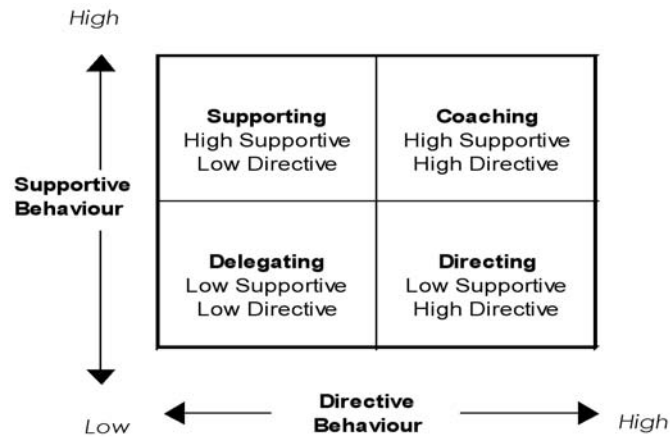 High
Supporting
High Supportive
Low Directive
Coaching
High Supportive
High Directive
Supportive
Behaviour
Delegating
Low Supportive
Low Directive
Directing
Low Supportive
High Directive
Low
Directive
Behaviour
High